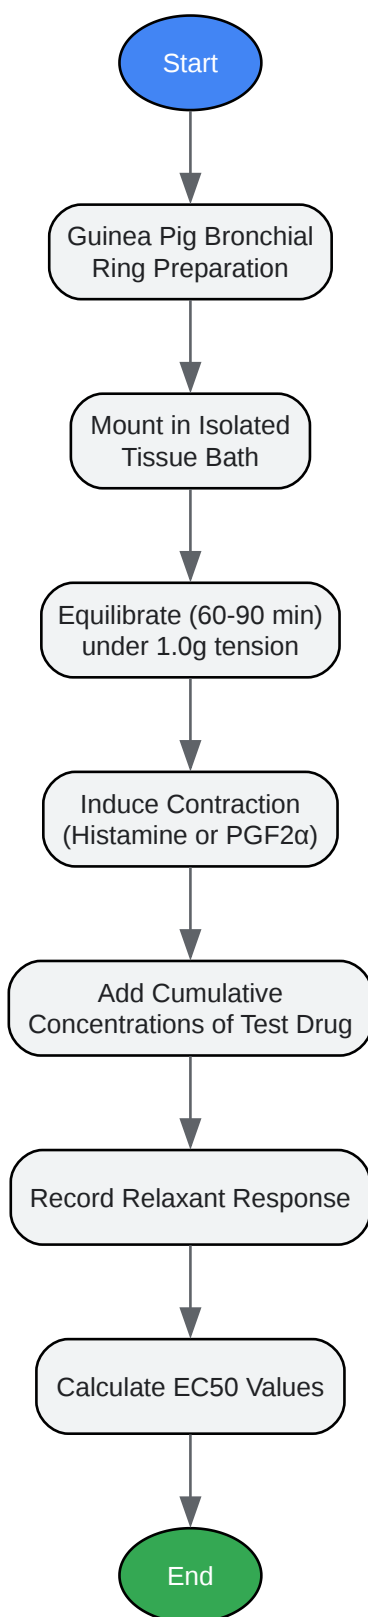 Start
Guinea Pig Bronchial
Ring Preparation
Mount in Isolated
Tissue Bath
Equilibrate (60-90 min)
under 1.0g tension
Induce Contraction
(Histamine or PGF2α)
Add Cumulative
Concentrations of Test Drug
Record Relaxant Response
Calculate EC50 Values
End